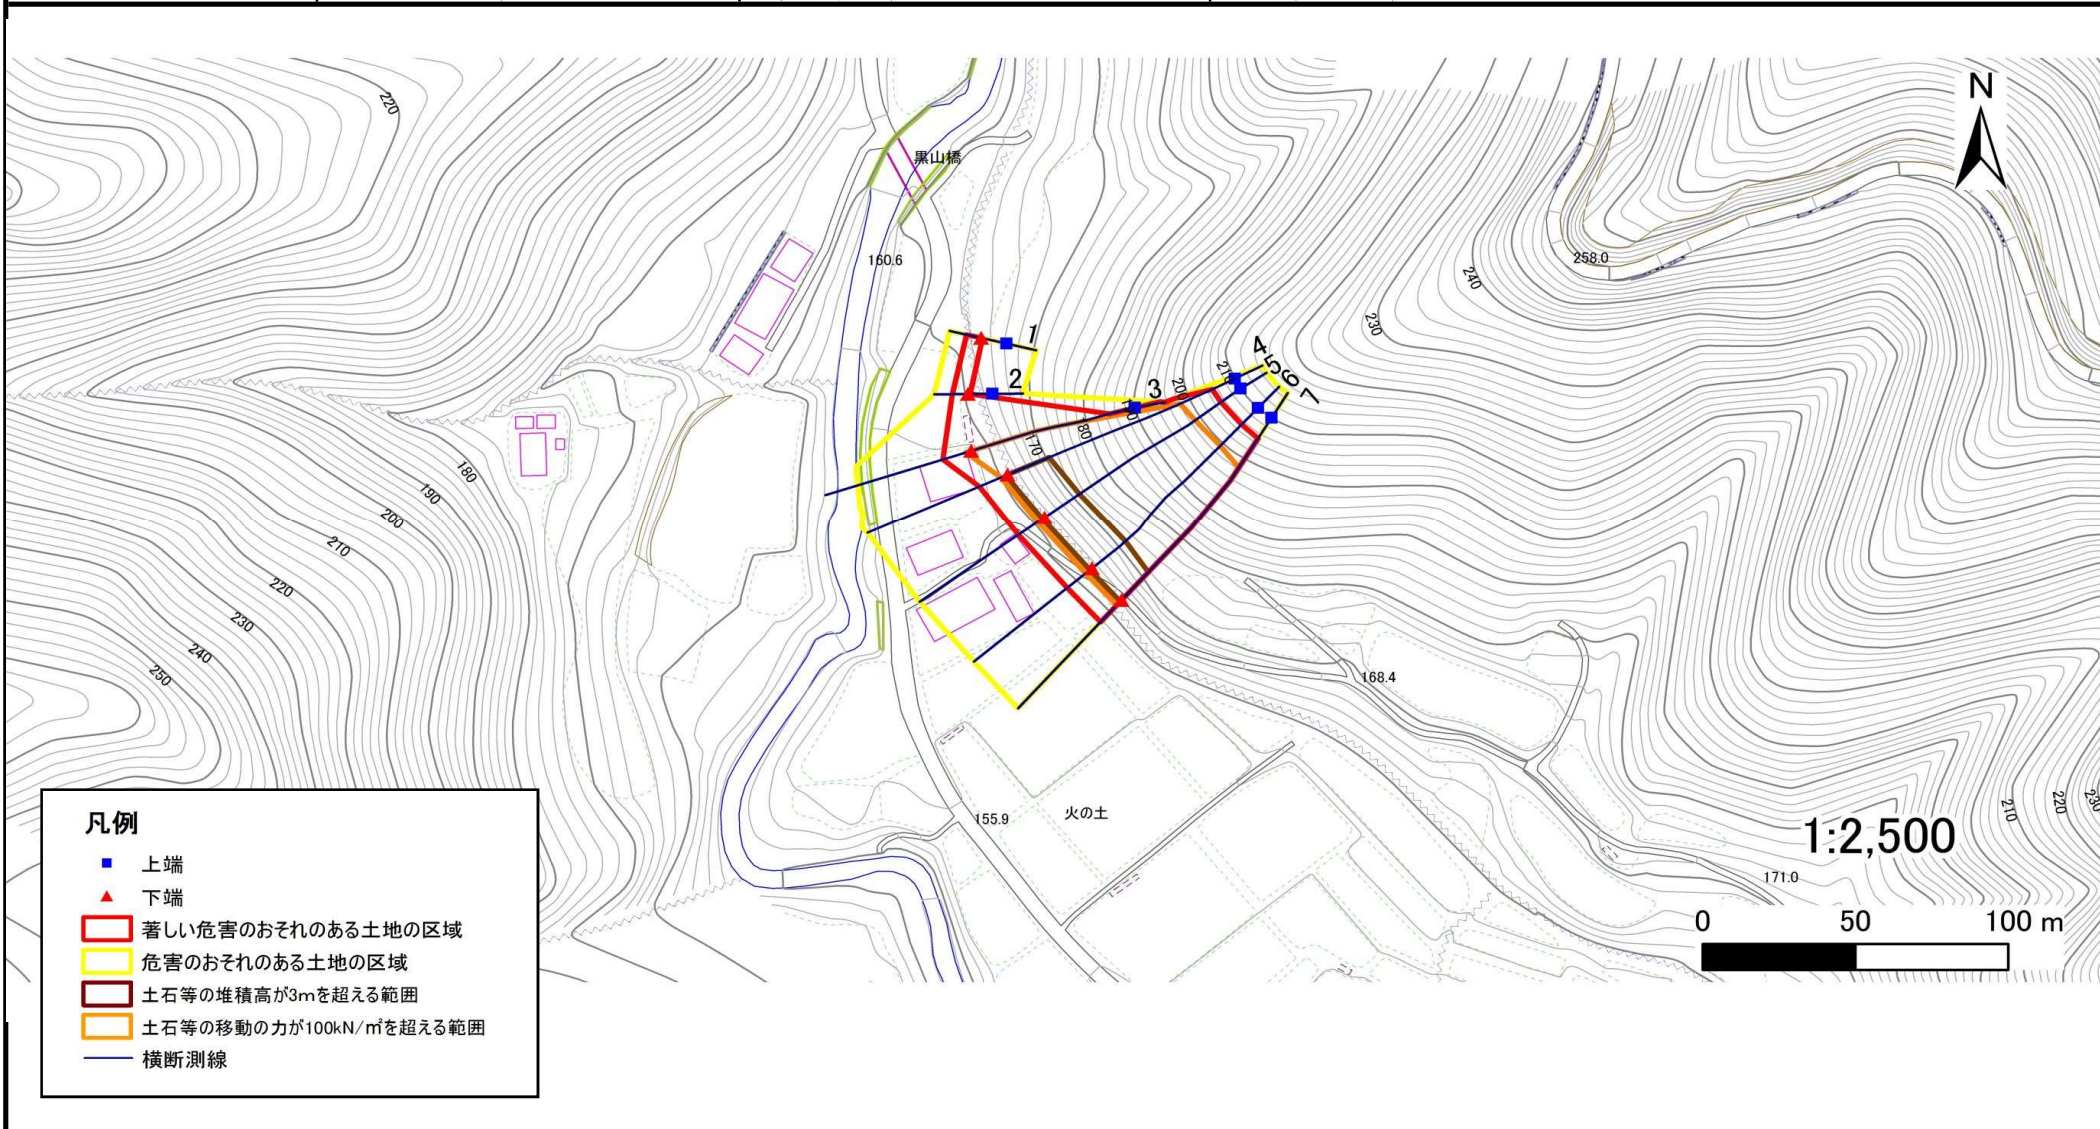 220
N
黒山橋
160.6
258.0
240
230
1
2
3
4
5
6
7
210
200
190
180
170
180
190
200
210
220
230
240
250
168.4
155.9
火の土
1:2,500
171.0
210
220
230
0 50 100 m
凡例
上端
下端
著しい危害のおそれのある土地の区域
危害のおそれのある土地の区域
土石等の堆積高が3mを超える範囲
土石等の移動の力が100kN/㎡を超える範囲
横断測線